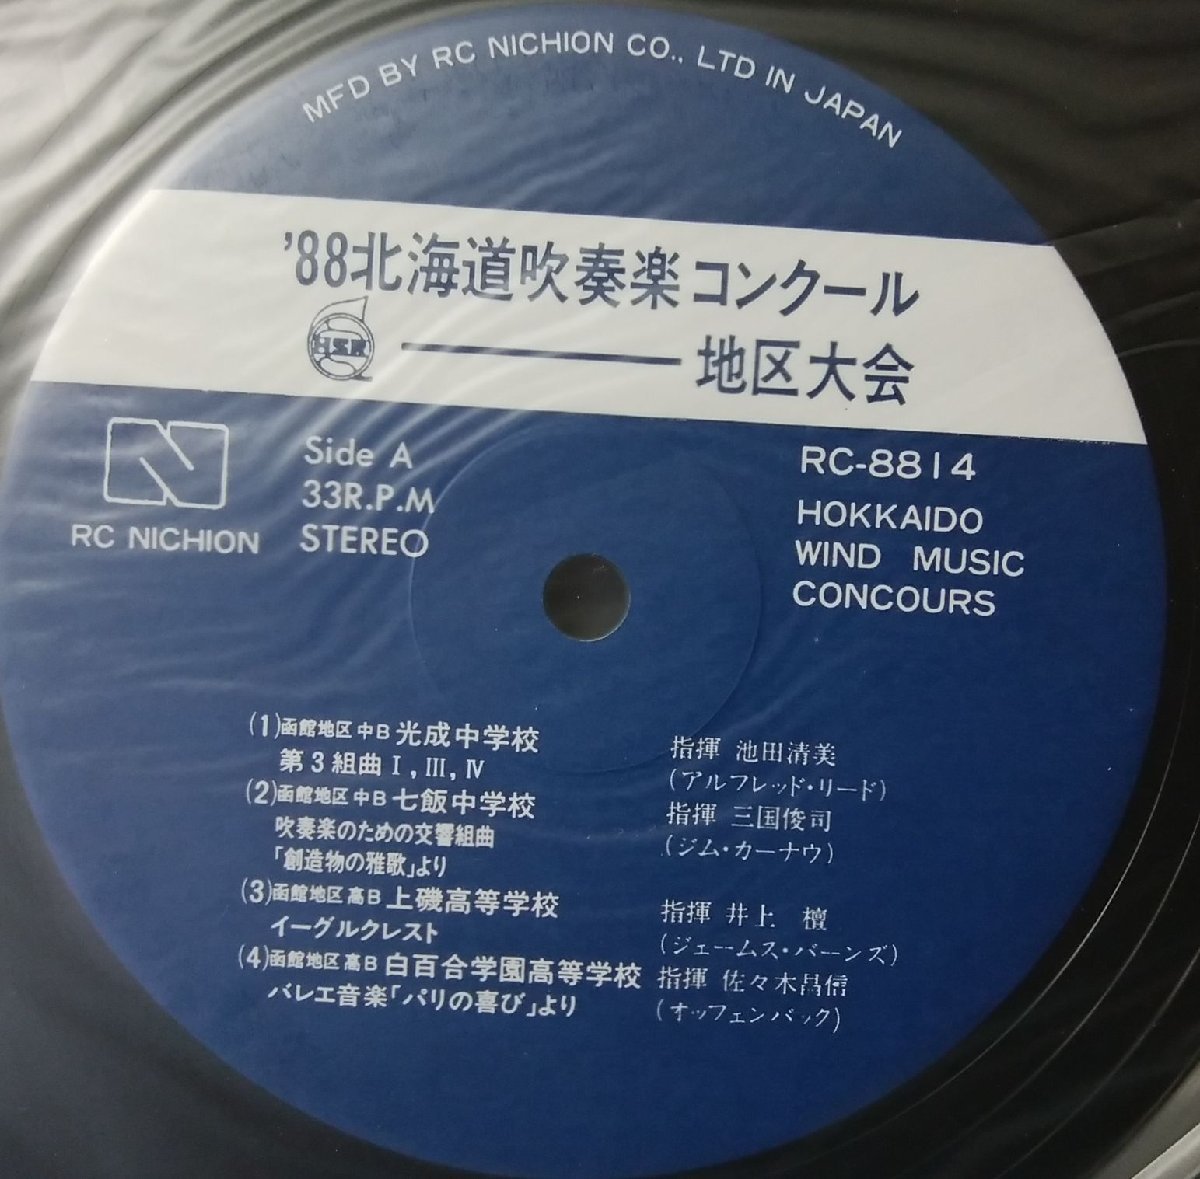 MFD BY RC NICHION CO., LTD IN JAPAN
'88北海道吹奏楽コンクール
HSR
地区大会
RC NICHION
Side A
33R.P.M
STEREO
RC-8814
HOKKAIDO
WIND MUSIC
CONCOURS
(1)函館地区 中B 光成中学校 指揮 池田清美
第3組曲 I, III, IV (アルフレッド・リード)
(2)函館地区 中B 七飯中学校 指揮 三国俊司
吹奏楽のための交響組曲 (ジム・カーナウ)
「創造物の雅歌」より
(3)函館地区 高B 上磯高等学校 指揮 井上 檀
イーグルクレスト (ジェームス・バーンズ)
(4)函館地区 高B 白百合学園高等学校 指揮 佐々木昌信
バレエ音楽「パリの喜び」より (オッフェンバック)